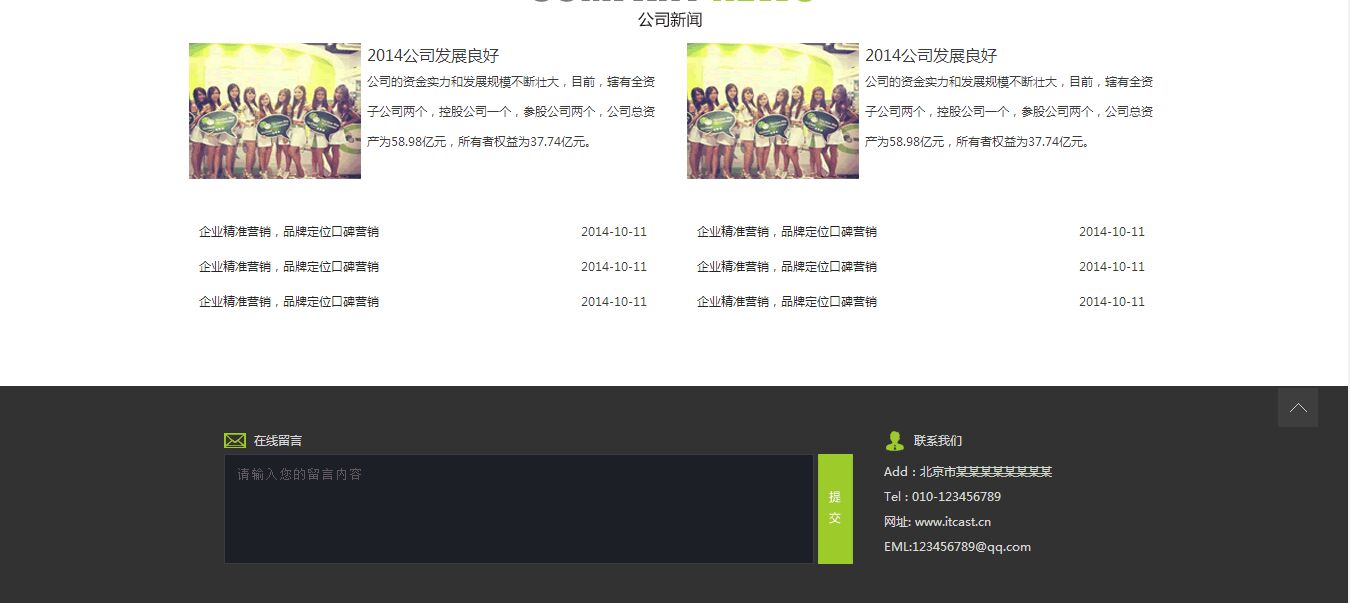 公司新闻
2014公司发展良好
公司的资金实力和发展规模不断壮大，目前，辖有全资
子公司两个，控股公司一个，参股公司两个，公司总资
产为58.98亿元，所有者权益为37.74亿元。
2014公司发展良好
公司的资金实力和发展规模不断壮大，目前，辖有全资
子公司两个，控股公司一个，参股公司两个，公司总资
产为58.98亿元，所有者权益为37.74亿元。
企业精准营销，品牌定位口碑营销 2014-10-11
企业精准营销，品牌定位口碑营销 2014-10-11
企业精准营销，品牌定位口碑营销 2014-10-11
企业精准营销，品牌定位口碑营销 2014-10-11
企业精准营销，品牌定位口碑营销 2014-10-11
企业精准营销，品牌定位口碑营销 2014-10-11
在线留言
请输入您的留言内容
提
交
联系我们
Add：北京市某某某某某某某某
Tel : 010-123456789
网址: www.itcast.cn
EML:123456789@qq.com